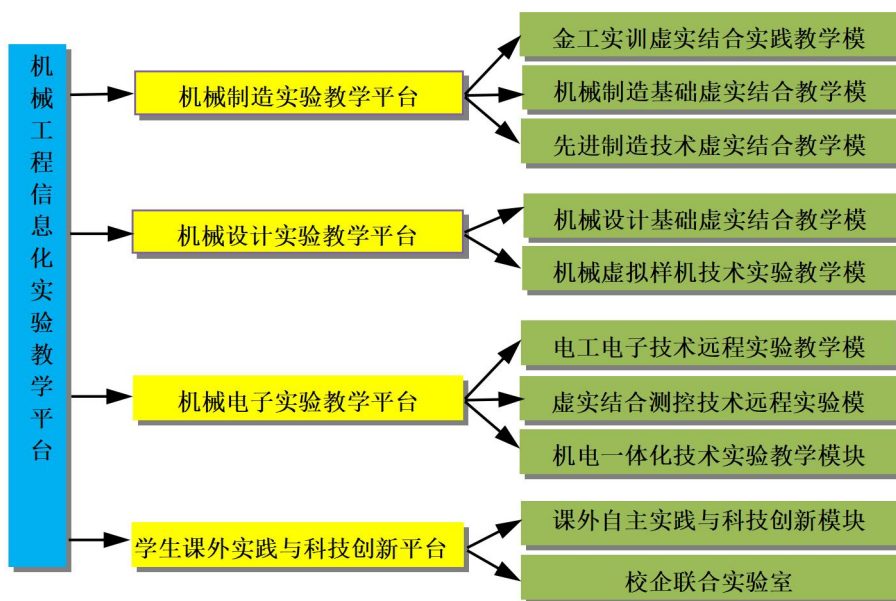 机械工程信息化实验教学平台
机械制造实验教学平台
金工实训虚实结合实践教学模
机械制造基础虚实结合教学模
先进制造技术虚实结合教学模
机械设计实验教学平台
机械设计基础虚实结合教学模
机械虚拟样机技术实验教学模
机械电子实验教学平台
电工电子技术远程实验教学模
虚实结合测控技术远程实验模
机电一体化技术实验教学模块
学生课外实践与科技创新平台
课外自主实践与科技创新模块
校企联合实验室